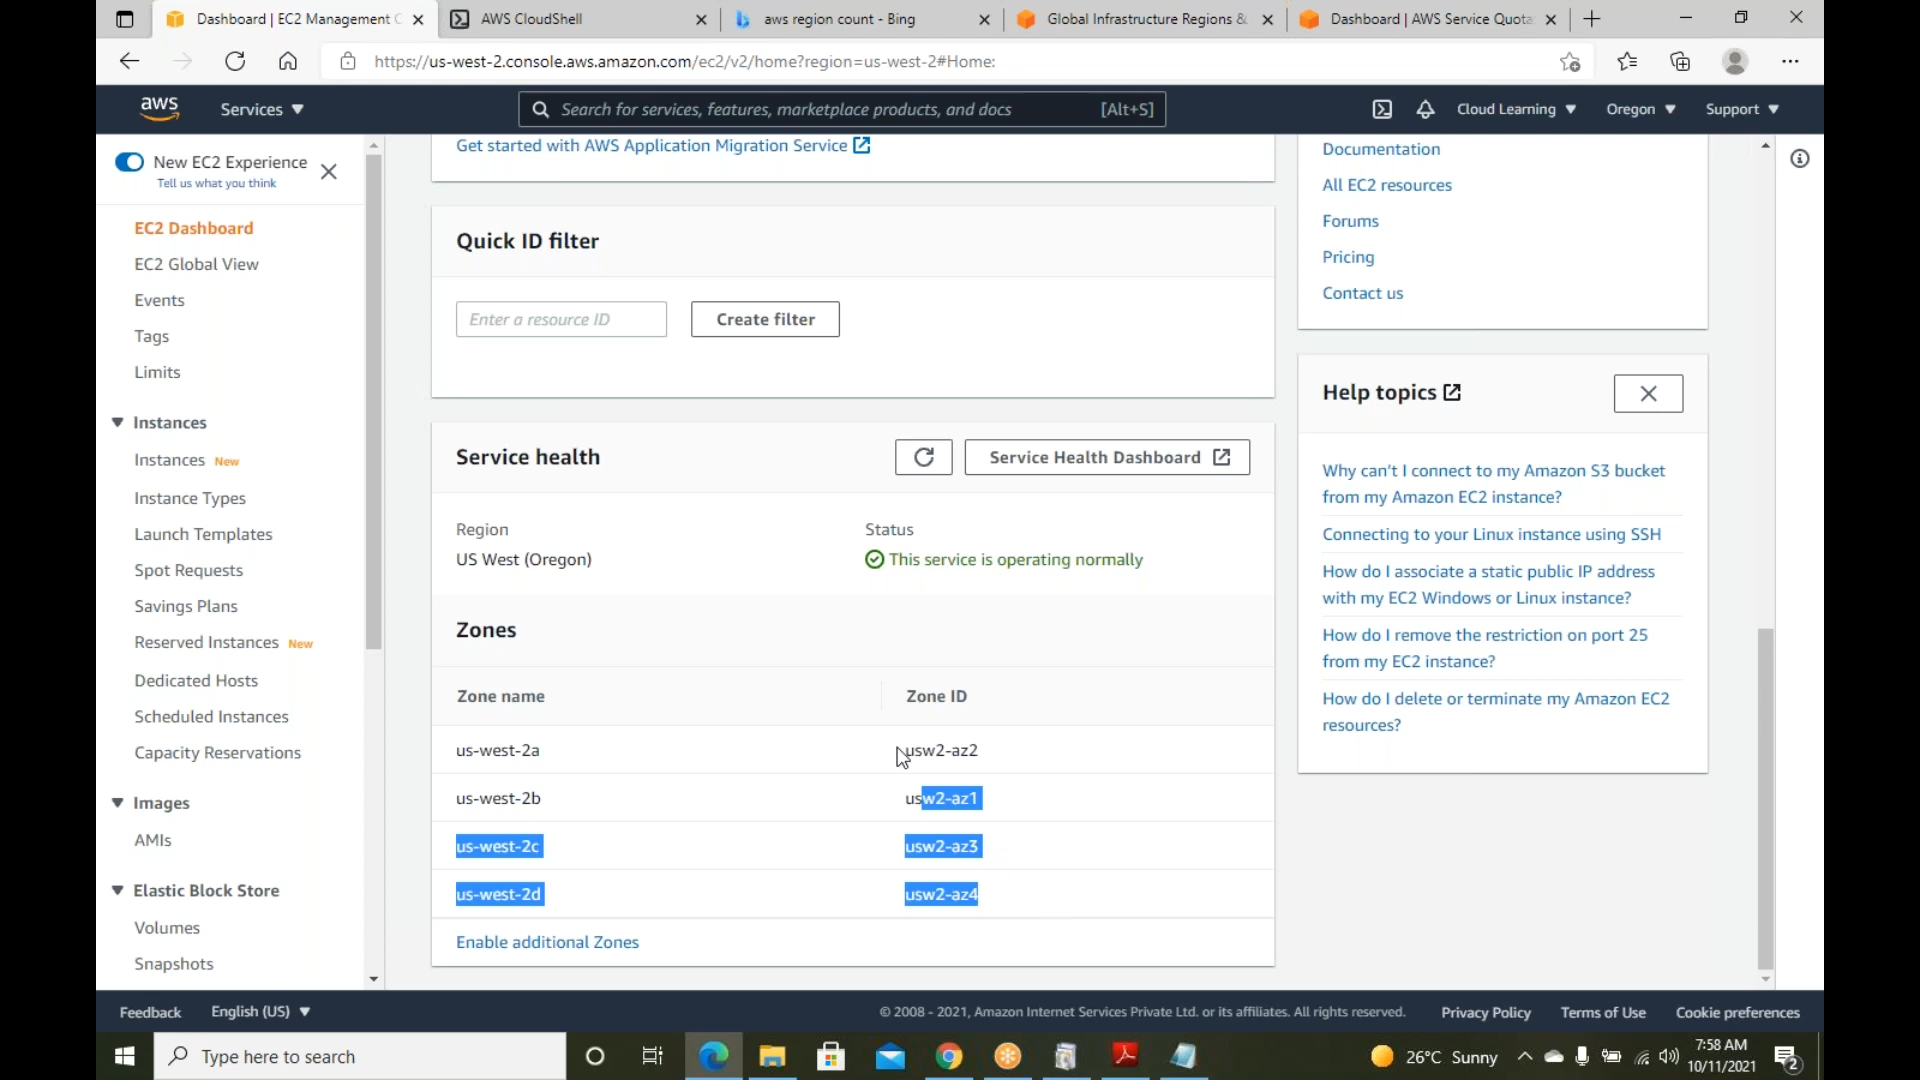 Dashboard | EC2 Management C
AWS CloudShell
aws region count - Bing
Global Infrastructure Regions &
Dashboard | AWS Service Quota
https://us-west-2.console.aws.amazon.com/ec2/v2/home?region=us-west-2#Home:
aws
Services
Search for services, features, marketplace products, and docs
[Alt+S]
Cloud Learning
Oregon
Support
New EC2 Experience
Tell us what you think
EC2 Dashboard
EC2 Global View
Events
Tags
Limits
Instances
Instances New
Instance Types
Launch Templates
Spot Requests
Savings Plans
Reserved Instances New
Dedicated Hosts
Scheduled Instances
Capacity Reservations
Images
AMIs
Elastic Block Store
Volumes
Snapshots
Get started with AWS Application Migration Service
Quick ID filter
Enter a resource ID
Create filter
Service health
Service Health Dashboard
Region
Status
US West (Oregon)
This service is operating normally
Zones
Zone name
Zone ID
us-west-2a
usw2-az2
us-west-2b
usw2-az1
us-west-2c
usw2-az3
us-west-2d
usw2-az4
Enable additional Zones
Documentation
All EC2 resources
Forums
Pricing
Contact us
Help topics
Why can't I connect to my Amazon S3 bucket
from my Amazon EC2 instance?
Connecting to your Linux instance using SSH
How do I associate a static public IP address
with my EC2 Windows or Linux instance?
How do I remove the restriction on port 25
from my EC2 instance?
How do I delete or terminate my Amazon EC2
resources?
Feedback
English (US)
© 2008 - 2021, Amazon Internet Services Private Ltd. or its affiliates. All rights reserved.
Privacy Policy
Terms of Use
Cookie preferences
Type here to search
26°C Sunny
7:58 AM
10/11/2021
2